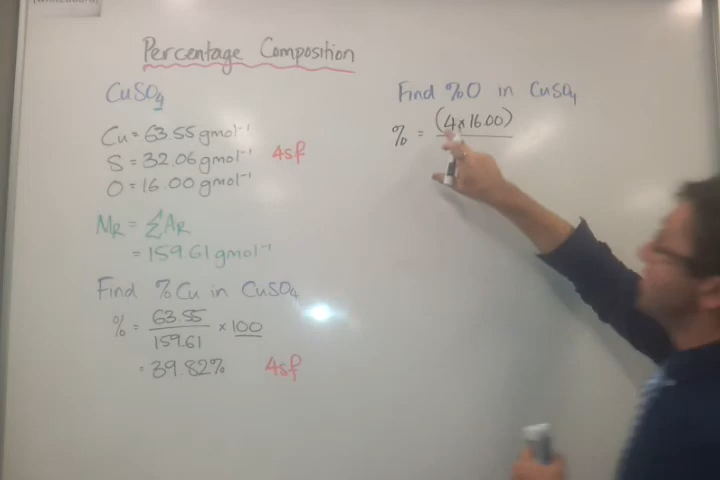 Percentage Composition
CuSO₄
Cu = 63.55 gmol⁻¹
S = 32.06 gmol⁻¹
O = 16.00 gmol⁻¹
4sf
MR = ΣAR
= 159.61 gmol⁻¹
Find %Cu in CuSO₄
% = 63.55 / 159.61 × 100
= 39.82%
4sf
Find %O in CuSO₄
% = (4 × 16.00)